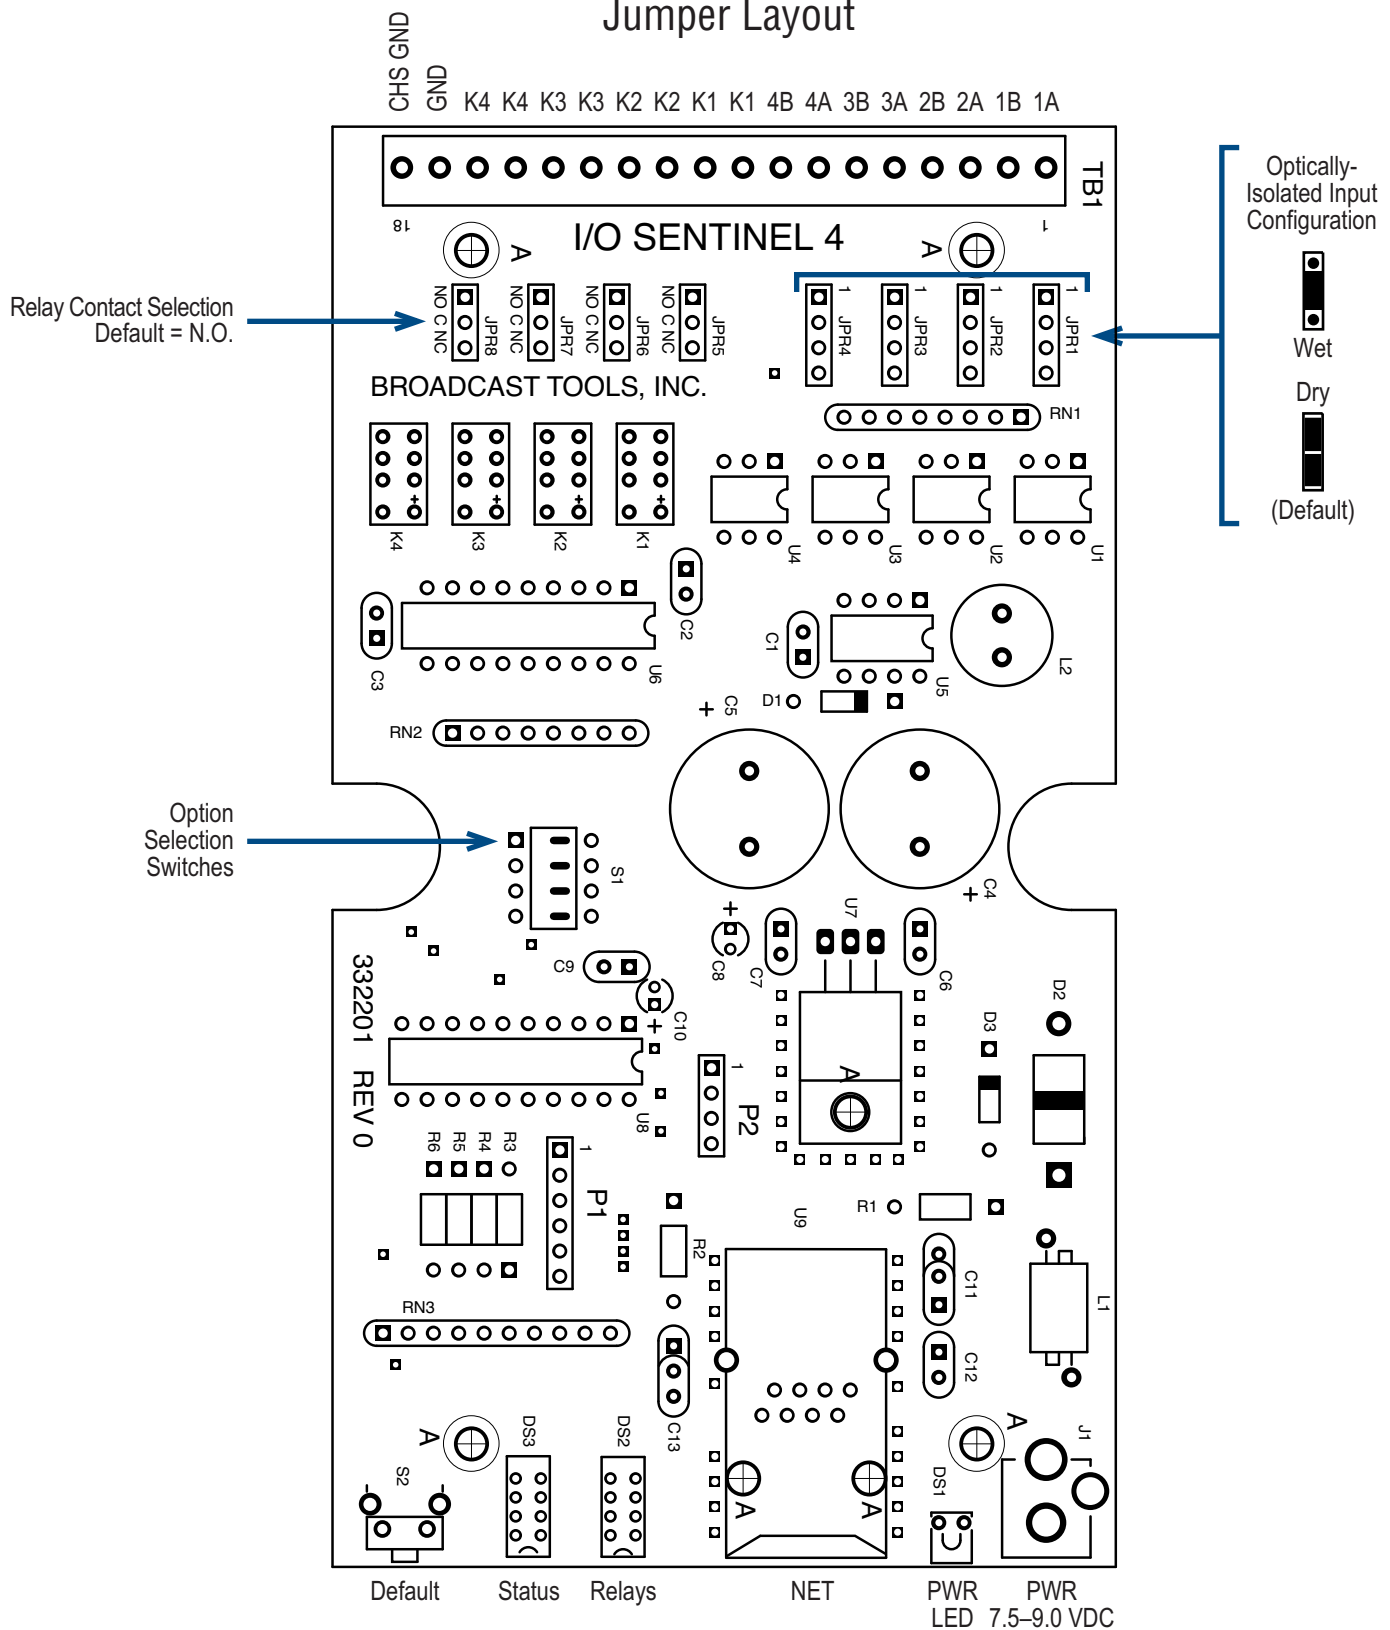 Jumper Layout
CHS GND
GND
K4 K4 K3 K3 K2 K2 K1 K1 4B 4A 3B 3A 2B 2A 1B 1A
TB1
18
1
A
I/O SENTINEL 4
A
Optically-
Isolated Input
Configuration
Wet
Dry
(Default)
Relay Contact Selection
Default = N.O.
NO C NC
JPR8
NO C NC
JPR7
NO C NC
JPR6
NO C NC
JPR5
1
JPR4
1
JPR3
1
JPR2
1
JPR1
BROADCAST TOOLS, INC.
RN1
+
+
+
+
K4
K3
K2
K1
U4
U3
U2
U1
C3
U6
C2
C1
U5
L2
D1
+ C5
RN2
Option
Selection
Switches
S1
+ C4
+
C8
C7
U7
C6
C9
C10
+
332201 REV 0
U8
1
P2
A
D3
D2
R6
R5
R4
R3
1
P1
R2
U9
R1
C11
L1
RN3
C12
C13
A
S2
DS3
DS2
A
A
DS1
A
J1
Default
Status
Relays
NET
PWR
LED
PWR
7.5–9.0 VDC